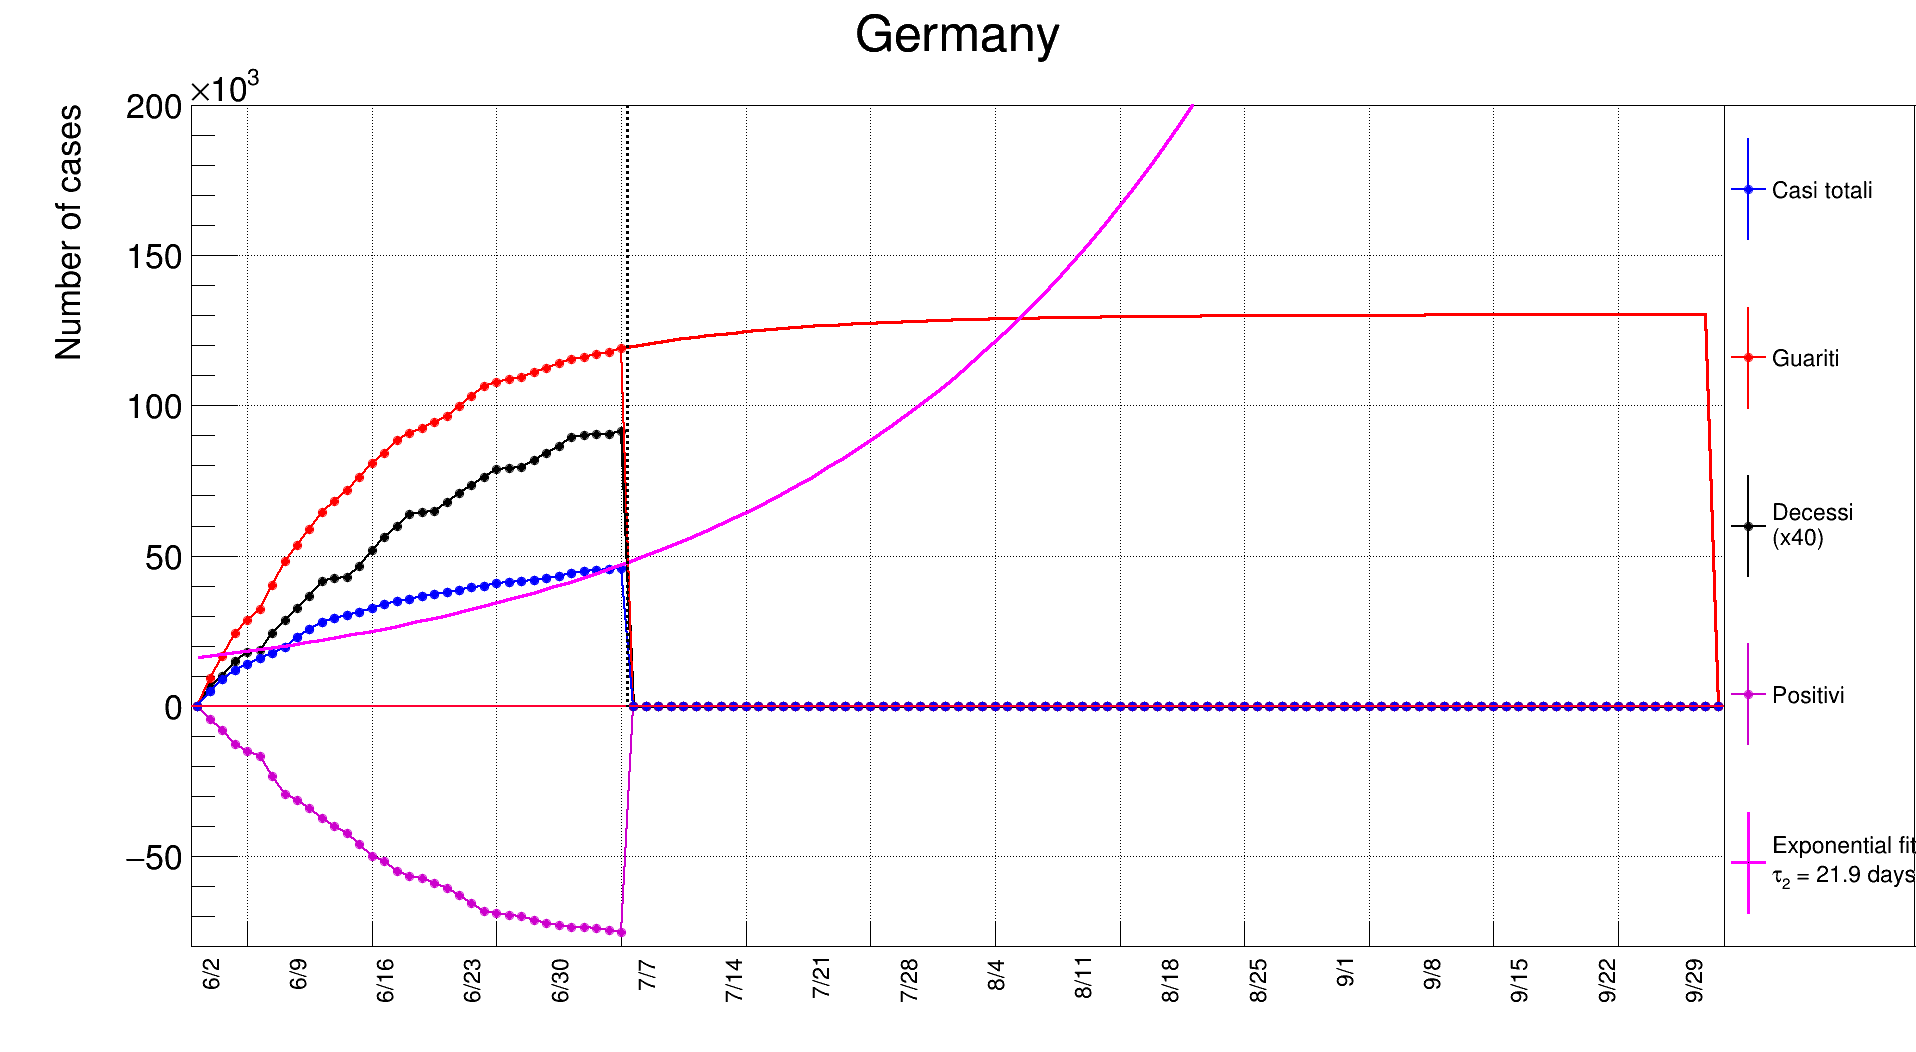 Germany
×10³
Number of cases
200
150
100
50
0
−50
6/2
6/9
6/16
6/23
6/30
7/7
7/14
7/21
7/28
8/4
8/11
8/18
8/25
9/1
9/8
9/15
9/22
9/29
Casi totali
Guariti
Decessi
(x40)
Positivi
Exponential fit
τ₂ = 21.9 days